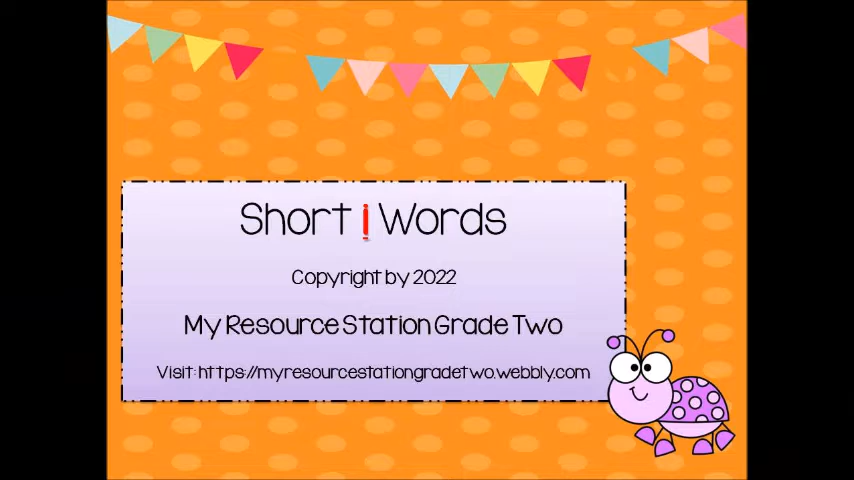 Short i Words
Copyright by 2022
My Resource Station Grade Two
Visit: https://myresourcestationgradetwo.webbly.com